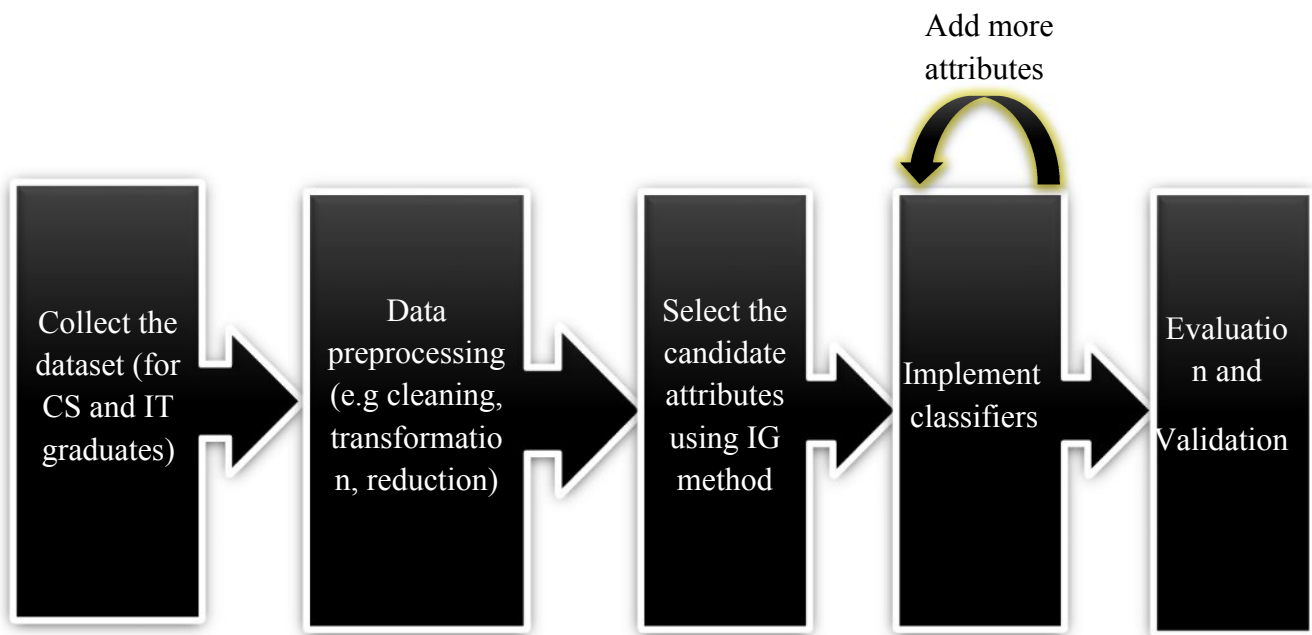 Add more
attributes
Collect the
dataset (for
CS and IT
graduates)
Data
preprocessing
(e.g cleaning,
transformatio
n, reduction)
Select the
candidate
attributes
using IG
method
Implement
classifiers
Evaluatio
n and
Validation